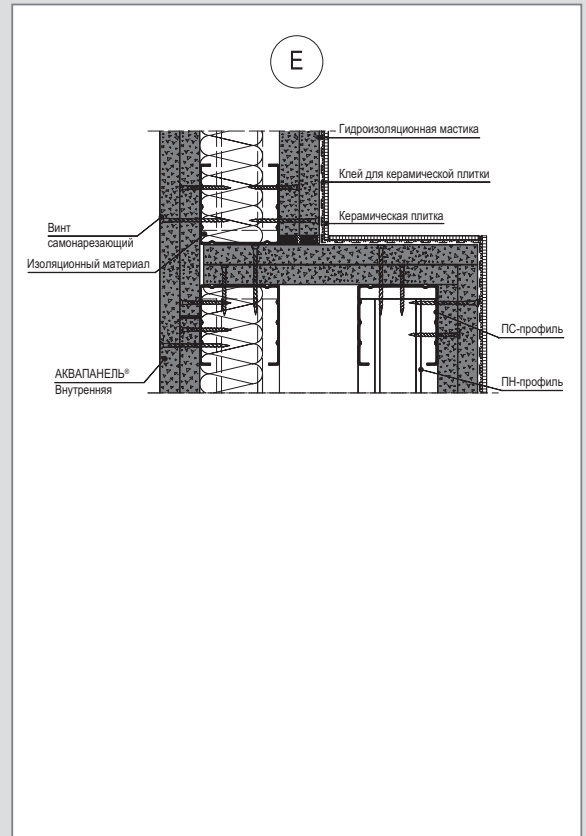 E
Гидроизоляционная мастика
Клей для керамической плитки
Керамическая плитка
Винт
самонарезающий
Изоляционный материал
ПС-профиль
ПН-профиль
АКВАПАНЕЛЬ®
Внутренняя